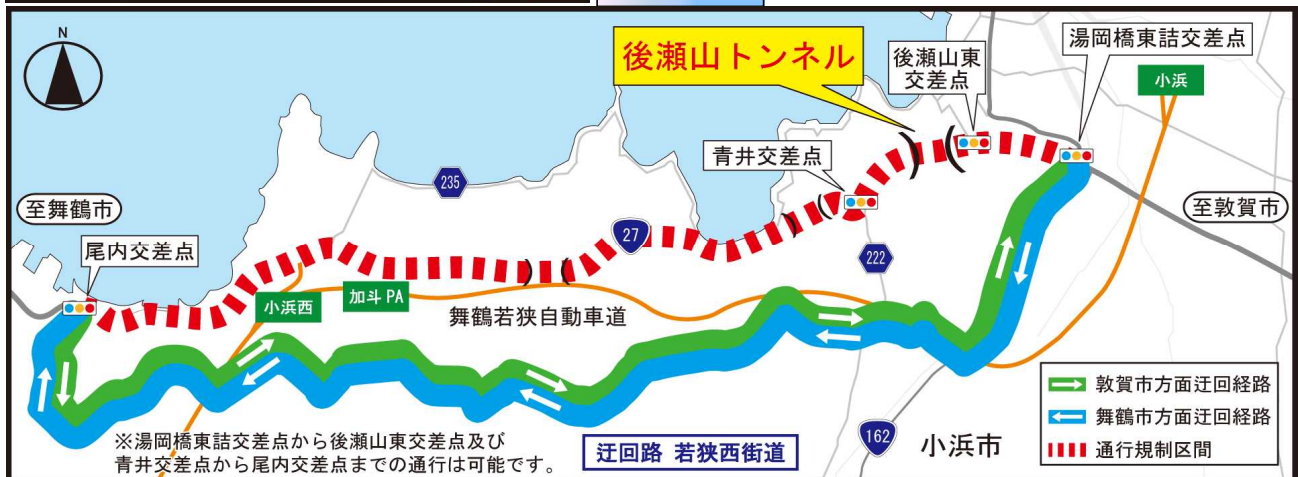 N
後瀬山トンネル
後瀬山東
交差点
湯岡橋東詰交差点
小浜
青井交差点
235
至舞鶴市
至敦賀市
尾内交差点
27
222
小浜西
加斗 PA
舞鶴若狭自動車道
敦賀市方面迂回経路
舞鶴市方面迂回経路
通行規制区間
※湯岡橋東詰交差点から後瀬山東交差点及び
青井交差点から尾内交差点までの通行は可能です。
迂回路 若狭西街道
162
小浜市